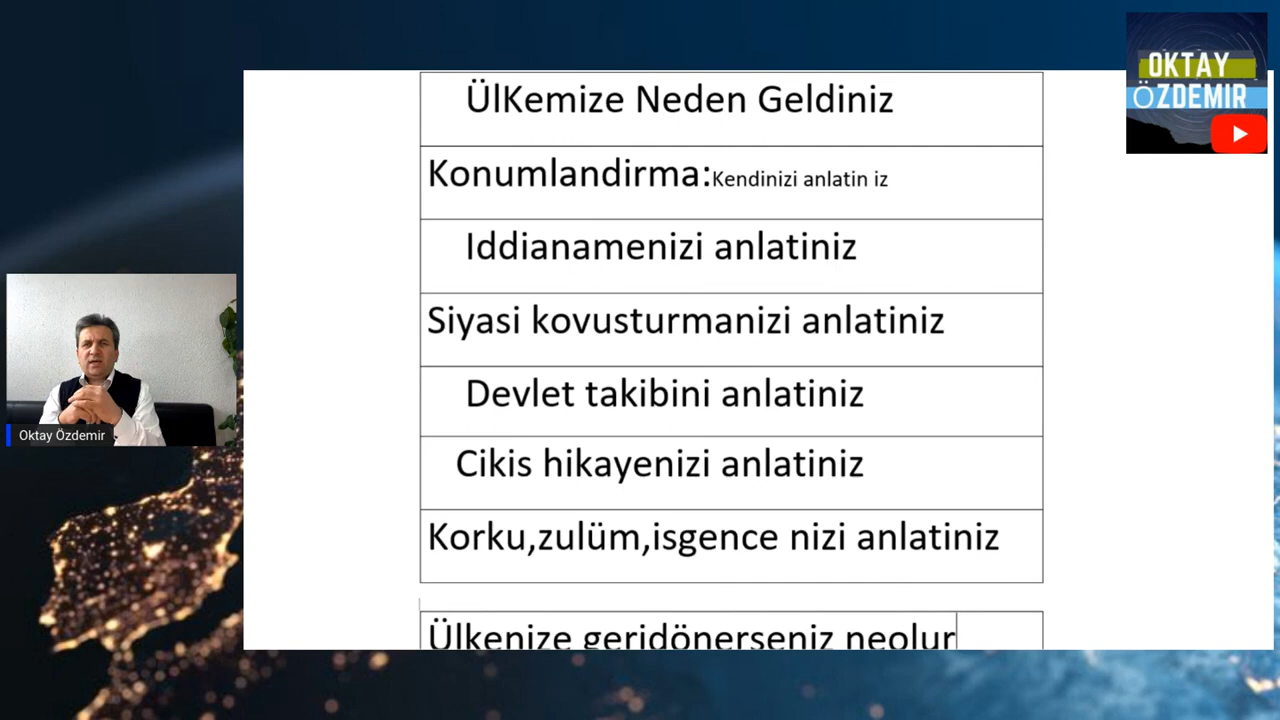 OKTAY
ÖZDEMIR
ÜlKemize Neden Geldiniz
Konumlandirma:Kendinizi anlatin iz
Iddianamenizi anlatiniz
Siyasi kovusturmanizi anlatiniz
Devlet takibini anlatiniz
Cikis hikayenizi anlatiniz
Korku,zulüm,isgence nizi anlatiniz
Ülkenize geridönerseniz neolur
Oktay Özdemir